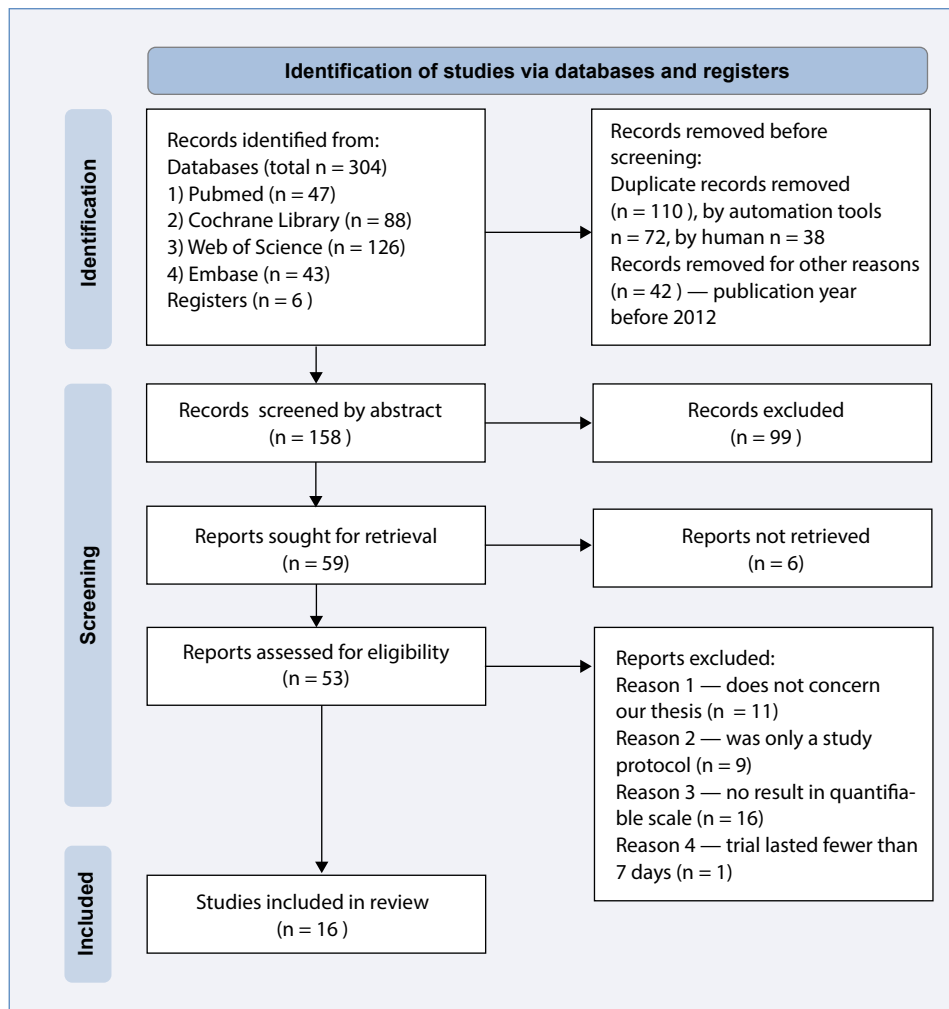 Identification of studies via databases and registers
Identification
Records identified from:
Databases (total n = 304)
1) Pubmed (n = 47)
2) Cochrane Library (n = 88)
3) Web of Science (n = 126)
4) Embase (n = 43)
Registers (n = 6 )
Records removed before
screening:
Duplicate records removed
(n = 110 ), by automation tools
n = 72, by human n = 38
Records removed for other reasons
(n = 42 ) — publication year
before 2012
Screening
Records screened by abstract
(n = 158 )
Records excluded
(n = 99 )
Reports sought for retrieval
(n = 59)
Reports not retrieved
(n = 6)
Reports assessed for eligibility
(n = 53)
Reports excluded:
Reason 1 — does not concern
our thesis (n = 11)
Reason 2 — was only a study
protocol (n = 9)
Reason 3 — no result in quantifia-
ble scale (n = 16)
Reason 4 — trial lasted fewer than
7 days (n = 1)
Included
Studies included in review
(n = 16 )